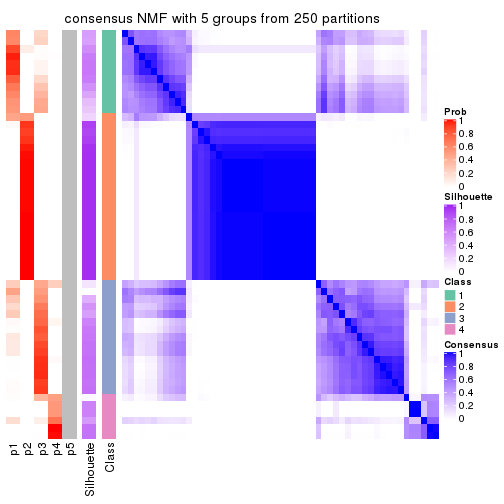 consensus NMF with 5 groups from 250 partitions
Prob
1
0.8
0.6
0.4
0.2
0
Silhouette
1
0.8
0.6
0.4
0.2
0
Class
1
2
3
4
Consensus
1
0.8
0.6
0.4
0.2
0
p1
p2
p3
p4
p5
Silhouette
Class